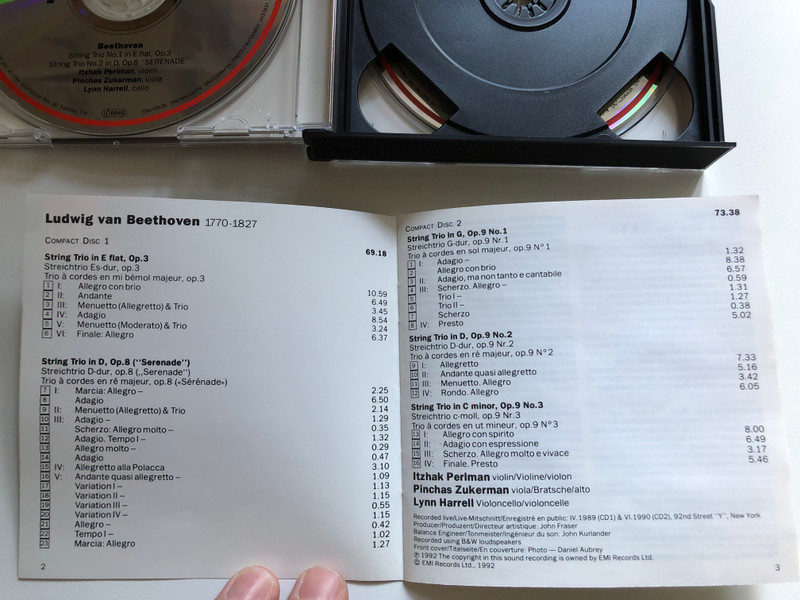 Beethoven
String Trio No.1 in E flat, Op.3
String Trio No.2 in D, Op.8 "SERENADE"
Itzhak Perlman, violin
Pinchas Zukerman, viola
Lynn Harrell, cello
Ludwig van Beethoven 1770-1827
COMPACT DISC 1
69.18
String Trio in E flat, Op.3
Streichtrio Es-dur, op.3
Trio à cordes en mi bémol majeur, op.3
1 I: Allegro con brio 10.59
2 II: Andante 6.49
3 III: Menuetto (Allegretto) & Trio 3.45
4 IV: Adagio 8.54
5 V: Menuetto (Moderato) & Trio 3.24
6 VI: Finale: Allegro 6.37
String Trio in D, Op.8 ("Serenade")
Streichtrio D-dur, op.8 („Serenade")
Trio à cordes en ré majeur, op.8 («Sérénade»)
7 I: Marcia: Allegro – 2.25
8 Adagio 6.50
9 II: Menuetto (Allegretto) & Trio 2.14
10 III: Adagio – 1.29
11 Scherzo: Allegro molto – 0.35
12 Adagio. Tempo I – 1.32
13 Allegro molto – 0.29
14 Adagio 0.47
15 IV: Allegretto alla Polacca 3.10
16 V: Andante quasi allegretto – 1.09
17 Variation I – 1.13
18 Variation II – 1.15
19 Variation III – 0.55
20 Variation IV – 1.15
21 Allegro – 0.42
22 Tempo I – 1.02
23 Marcia: Allegro 1.27
2
73.38
COMPACT DISC 2
String Trio in G, Op.9 No.1
Streichtrio G-dur, op.9 Nr.1
Trio à cordes en sol majeur, op.9 N°1
1 I: Adagio – 1.32
2 Allegro con brio 8.38
3 II: Adagio, ma non tanto e cantabile 6.57
4 III: Scherzo. Allegro – 0.59
5 Trio I – 1.31
6 Trio II – 1.27
7 Scherzo 0.38
8 IV: Presto 5.02
String Trio in D, Op.9 No.2
Streichtrio D-dur, op.9 Nr.2
Trio à cordes en ré majeur, op.9 N°2
9 I: Allegretto 7.33
10 II: Andante quasi allegretto 5.16
11 III: Menuetto. Allegro 3.42
12 IV: Rondo. Allegro 6.05
String Trio in C minor, Op.9 No.3
Streichtrio c-moll, op.9 Nr.3
Trio à cordes en ut mineur, op.9 N°3
13 I: Allegro con spirito 8.00
14 II: Adagio con espressione 6.49
15 III: Scherzo. Allegro molto e vivace 3.17
16 IV: Finale. Presto 5.46
Itzhak Perlman violin/Violine/violon
Pinchas Zukerman viola/Bratsche/alto
Lynn Harrell Violoncello/violoncelle
Recorded live/Live-Mitschnitt/Enregistré en public: IV.1989 (CD1) & VI.1990 (CD2), 92nd Street "Y", New York
Producer/Produzent/Directeur artistique: John Fraser
Balance Engineer/Tonmeister/Ingénieur du son: John Kurlander
Recorded using B&W loudspeakers
Front cover/Titelseite/En couverture: Photo — Daniel Aubrey
℗ 1992 The copyright in this sound recording is owned by EMI Records Ltd.
© EMI Records Ltd., 1992
3